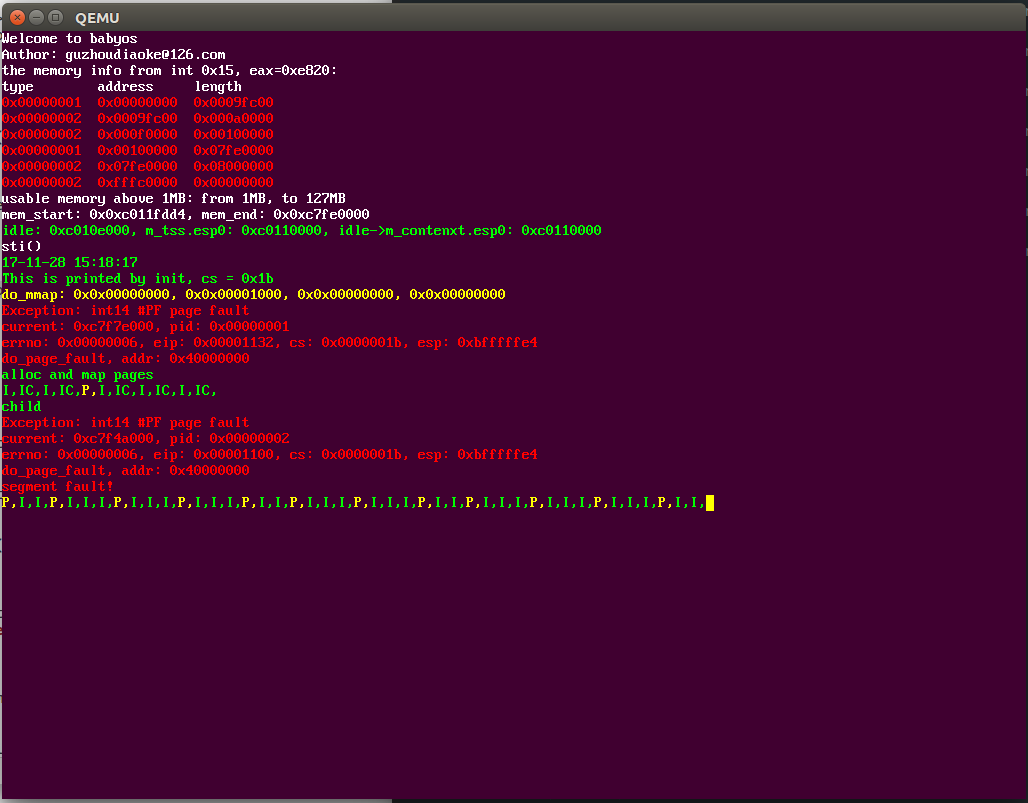 QEMU
Welcome to babyos
Author: guzhoudiaoke@126.com
the memory info from int 0x15, eax=0xe820:
type address length
0x00000001 0x00000000 0x0009fc00
0x00000002 0x0009fc00 0x000a0000
0x00000002 0x000f0000 0x00100000
0x00000001 0x00100000 0x07fe0000
0x00000002 0x07fe0000 0x08000000
0x00000002 0xfffc0000 0x00000000
usable memory above 1MB: from 1MB, to 127MB
mem_start: 0x0xc011fdd4, mem_end: 0x0xc7fe0000
idle: 0xc010e000, m_tss.esp0: 0xc0110000, idle->m_contenxt.esp0: 0xc0110000
sti()
17-11-28 15:18:17
This is printed by init, cs = 0x1b
do_mmap: 0x0x00000000, 0x0x00001000, 0x0x00000000, 0x0x00000000
Exception: int14 #PF page fault
current: 0xc7f7e000, pid: 0x00000001
errno: 0x00000006, eip: 0x00001132, cs: 0x0000001b, esp: 0xbfffffe4
do_page_fault, addr: 0x40000000
alloc and map pages
I,IC,I,IC,P,I,IC,I,IC,I,IC,
child
Exception: int14 #PF page fault
current: 0xc7f4a000, pid: 0x00000002
errno: 0x00000006, eip: 0x00001100, cs: 0x0000001b, esp: 0xbfffffe4
do_page_fault, addr: 0x40000000
segment fault!
P,I,I,P,I,I,I,P,I,I,I,P,I,I,I,P,I,I,P,I,I,I,P,I,I,I,P,I,I,P,I,I,I,P,I,I,I,P,I,I,I,P,I,I,